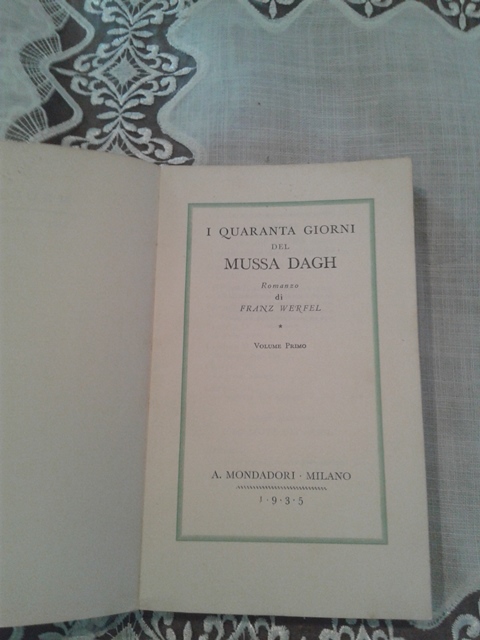 I QUARANTA GIORNI
DEL
MUSSA DAGH
Romanzo
di
FRANZ WERFEL
*
VOLUME PRIMO
A. MONDADORI · MILANO
1·9·3·5